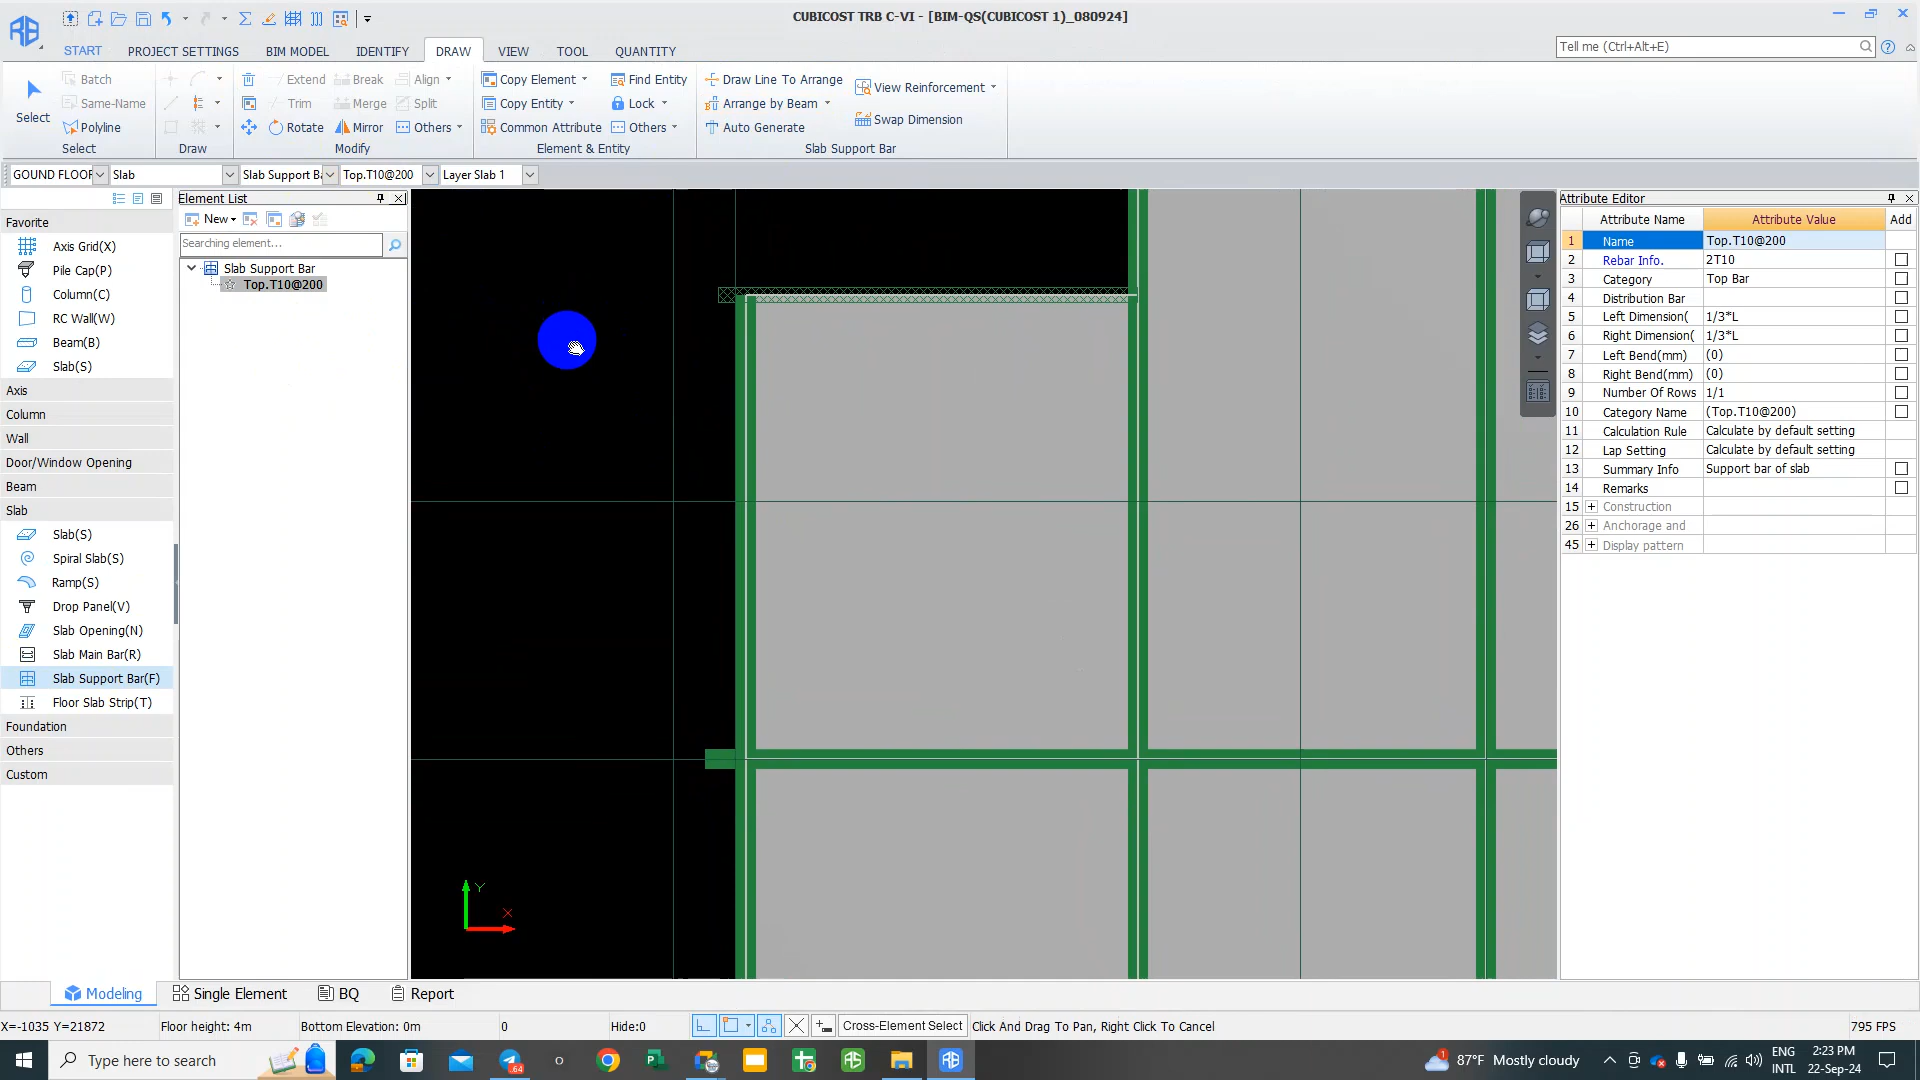 CUBICOST TRB C-VI - [BIM-QS(CUBICOST 1)_080924]
START
PROJECT SETTINGS
BIM MODEL
IDENTIFY
DRAW
VIEW
TOOL
QUANTITY
Tell me (Ctrl+Alt+E)
Select
Batch
Same-Name
Polyline
Select
Draw
Extend
Break
Align
Trim
Merge
Split
Rotate
Mirror
Others
Modify
Copy Element
Find Entity
Copy Entity
Lock
Common Attribute
Others
Element & Entity
Draw Line To Arrange
View Reinforcement
Arrange by Beam
Swap Dimension
Auto Generate
Slab Support Bar
GOUND FLOOF
Slab
Slab Support Ba
Top.T10@200
Layer Slab 1
Favorite
Axis Grid(X)
Pile Cap(P)
Column(C)
RC Wall(W)
Beam(B)
Slab(S)
Axis
Column
Wall
Door/Window Opening
Beam
Slab
Slab(S)
Spiral Slab(S)
Ramp(S)
Drop Panel(V)
Slab Opening(N)
Slab Main Bar(R)
Slab Support Bar(F)
Floor Slab Strip(T)
Foundation
Others
Custom
Element List
New
Searching element...
Slab Support Bar
Top.T10@200
Y
X
Attribute Editor
Attribute Name Attribute Value Add
1 Name Top.T10@200
2 Rebar Info. 2T10
3 Category Top Bar
4 Distribution Bar
5 Left Dimension( 1/3*L
6 Right Dimension( 1/3*L
7 Left Bend(mm) (0)
8 Right Bend(mm) (0)
9 Number Of Rows 1/1
10 Category Name (Top.T10@200)
11 Calculation Rule Calculate by default setting
12 Lap Setting Calculate by default setting
13 Summary Info Support bar of slab
14 Remarks
15 Construction
26 Anchorage and
45 Display pattern
Modeling
Single Element
BQ
Report
X=-1035 Y=21872
Floor height: 4m
Bottom Elevation: 0m
0
Hide:0
Cross-Element Select
Click And Drag To Pan, Right Click To Cancel
795 FPS
Type here to search
87°F Mostly cloudy
ENG
INTL
2:23 PM
22-Sep-24